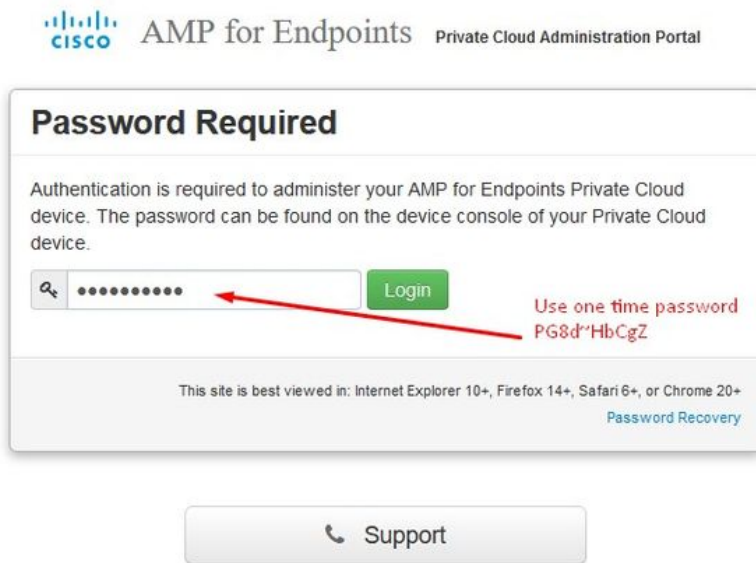 CISCO AMP for Endpoints Private Cloud Administration Portal
Password Required
Authentication is required to administer your AMP for Endpoints Private Cloud
device. The password can be found on the device console of your Private Cloud
device.
●●●●●●●●●● Login
Use one time password
PG8d~HbCgZ
This site is best viewed in: Internet Explorer 10+, Firefox 14+, Safari 6+, or Chrome 20+
Password Recovery
Support